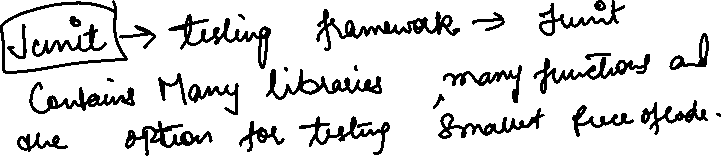 Junit → testing framework → Junit
Contains Many libraries, many functions and
the option for testing smallest piece of code.